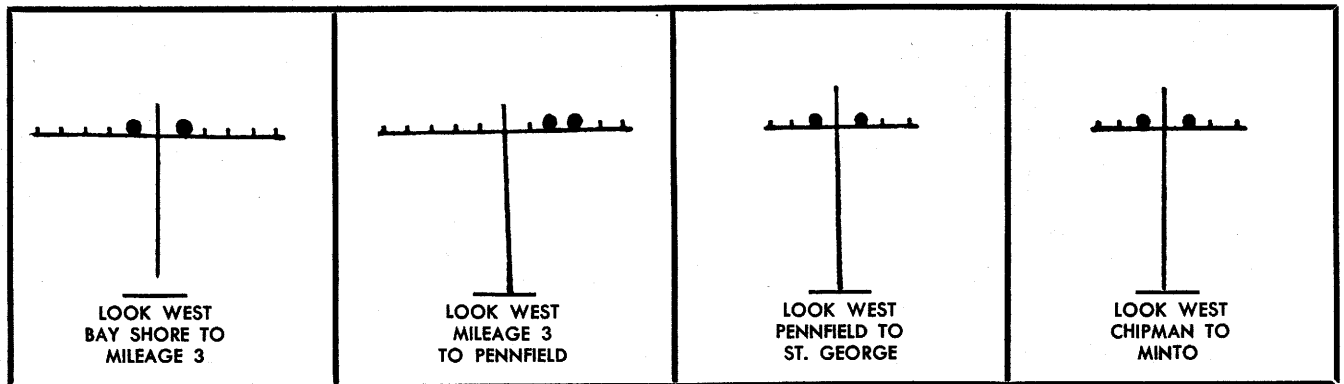 LOOK WEST
BAY SHORE TO
MILEAGE 3
LOOK WEST
MILEAGE 3
TO PENNFIELD
LOOK WEST
PENNFIELD TO
ST. GEORGE
LOOK WEST
CHIPMAN TO
MINTO